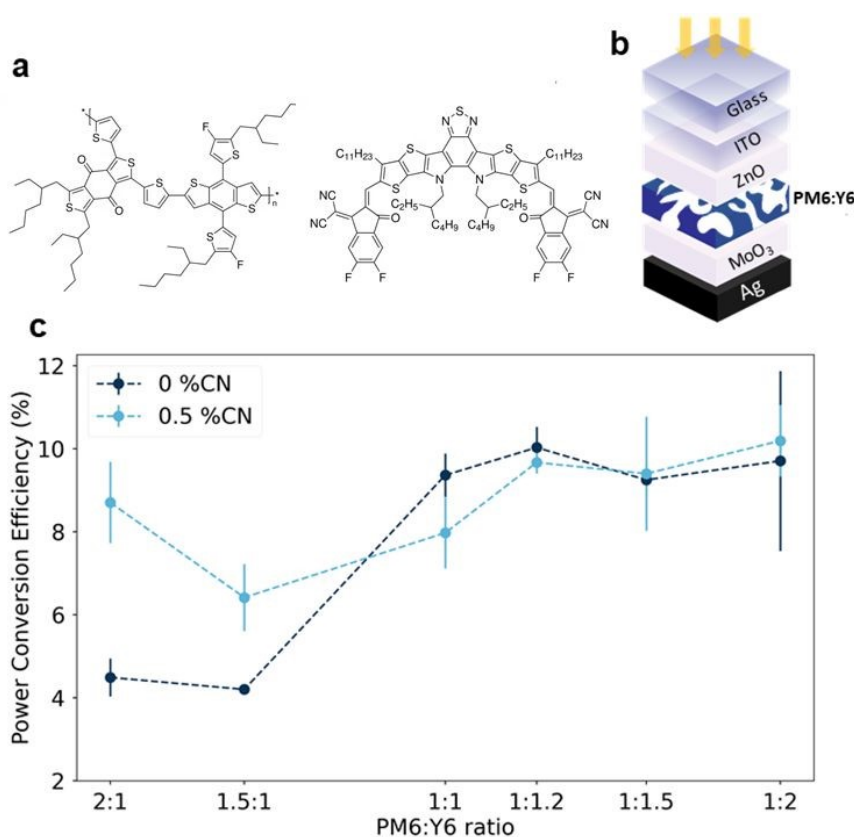 a
b
F
S
S
N
N
C₁₁H₂₃
C₁₁H₂₃
O
O
n
NC
CN
O
N
N
O
CN
CN
C₂H₅
C₄H₉
C₂H₅
C₄H₉
F
F
F
F
F
Glass
ITO
ZnO
PM6:Y6
MoO₃
Ag
c
Power Conversion Efficiency (%)
12
10
8
6
4
2
0 %CN
0.5 %CN
2:1
1.5:1
1:1
1:1.2
1:1.5
1:2
PM6:Y6 ratio